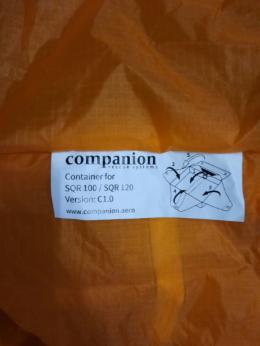 companion
rescue systems
Container for
SQR 100 / SQR 120
Version: C1.0
www.companion.aero